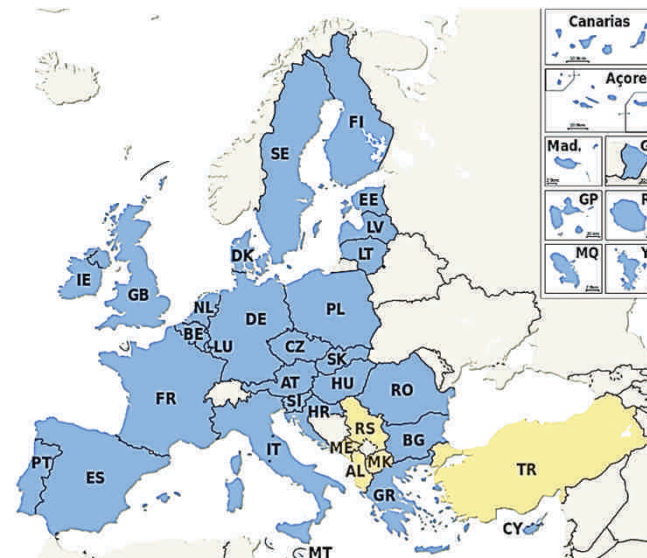 Canarias
Açore
Mad.
G
GP
R
MQ
Y
FI
SE
EE
LV
LT
DK
IE
GB
NL
BE
LU
DE
PL
CZ
SK
AT
HU
SI
HR
RO
FR
IT
RS
ME
MK
AL
BG
GR
PT
ES
TR
CY
MT